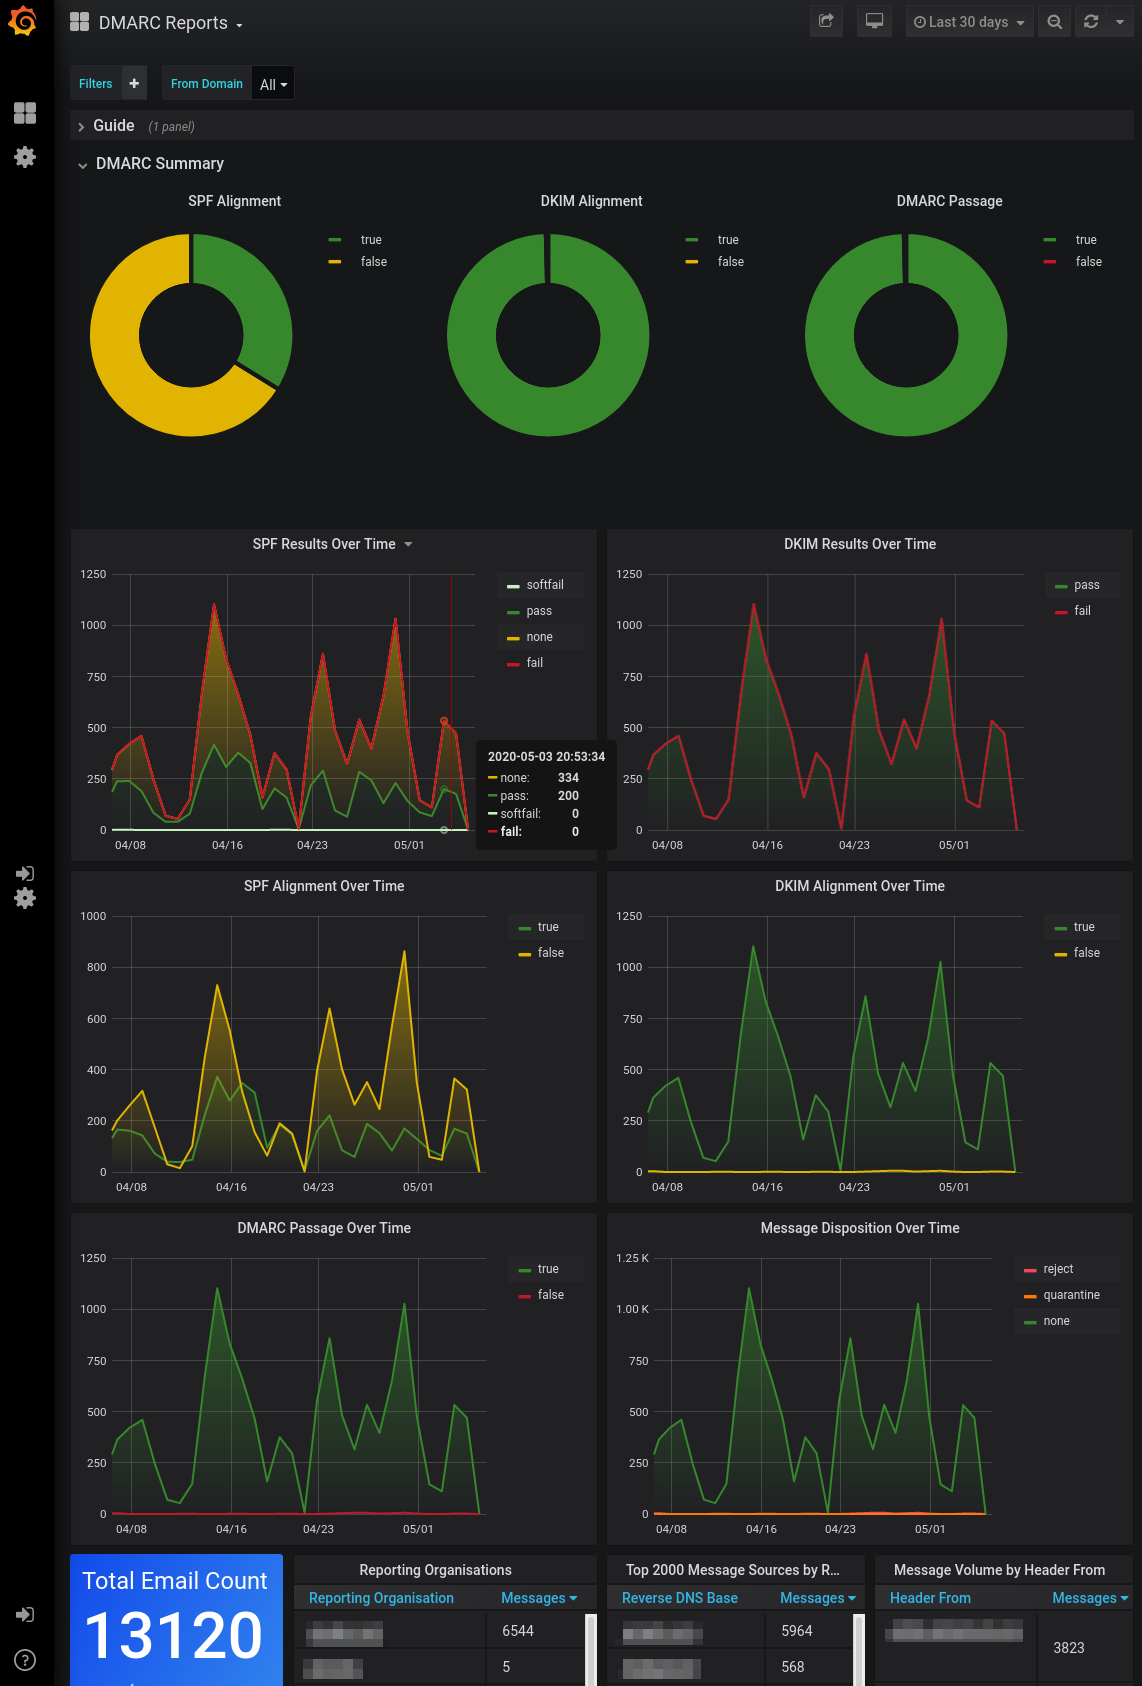 DMARC Reports
Last 30 days
Filters + From Domain All
Guide (1 panel)
DMARC Summary
SPF Alignment
true
false
DKIM Alignment
true
false
DMARC Passage
true
false
SPF Results Over Time
1250
1000
750
500
250
0
04/08 04/16 04/23 05/01
softfail
pass
none
fail
2020-05-03 20:53:34
none: 334
pass: 200
softfail: 0
fail: 0
DKIM Results Over Time
1250
1000
750
500
250
0
04/08 04/16 04/23 05/01
pass
fail
SPF Alignment Over Time
1000
800
600
400
200
0
04/08 04/16 04/23 05/01
true
false
DKIM Alignment Over Time
1250
1000
750
500
250
0
04/08 04/16 04/23 05/01
true
false
DMARC Passage Over Time
1250
1000
750
500
250
0
04/08 04/16 04/23 05/01
true
false
Message Disposition Over Time
1.25 K
1.00 K
750
500
250
0
04/08 04/16 04/23 05/01
reject
quarantine
none
Total Email Count
13120
Reporting Organisations
Reporting Organisation Messages
6544
5
Top 2000 Message Sources by R...
Reverse DNS Base Messages
5964
568
Message Volume by Header From
Header From Messages
3823